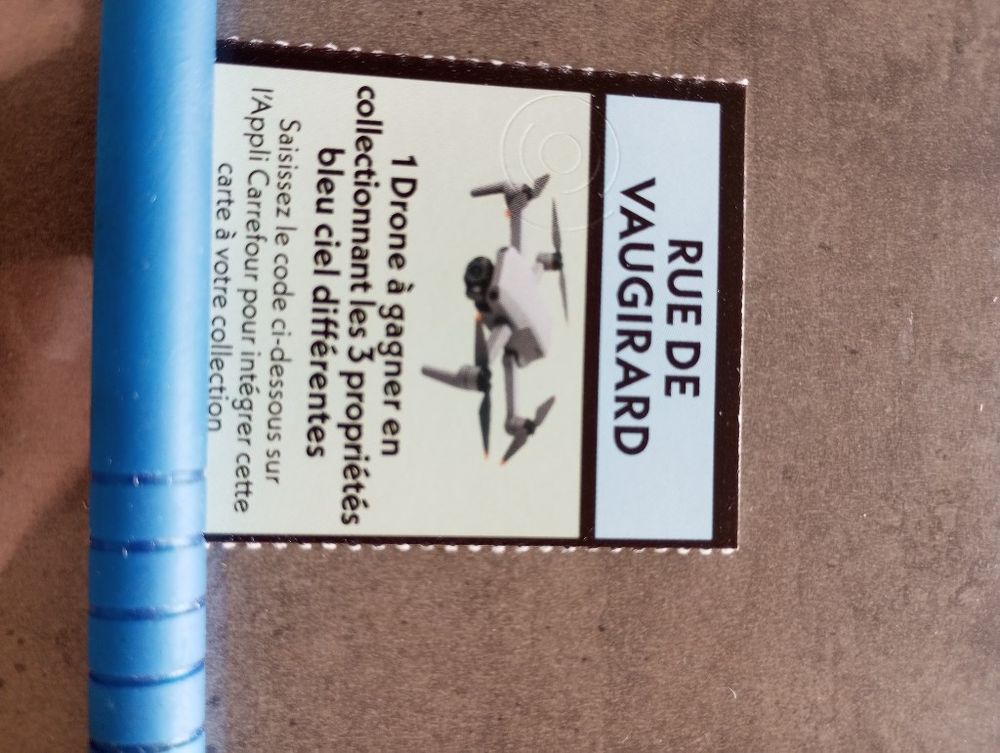 RUE DE
VAUGIRARD
1 Drone à gagner en
collectionnant les 3 propriétés
bleu ciel différentes
Saisissez le code ci-dessous sur
l'Appli Carrefour pour intégrer cette
carte à votre collection